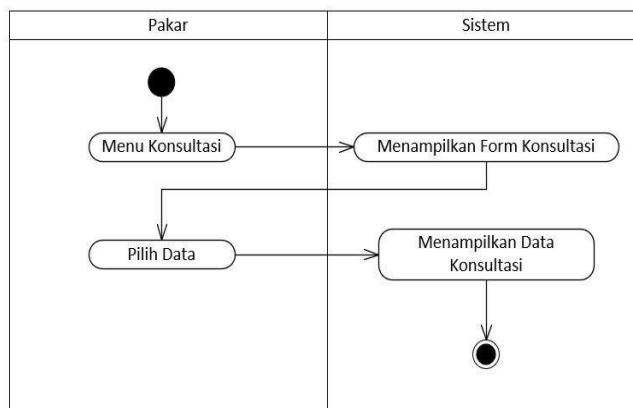 Pakar
Sistem
Menu Konsultasi
Menampilkan Form Konsultasi
Pilih Data
Menampilkan Data
Konsultasi